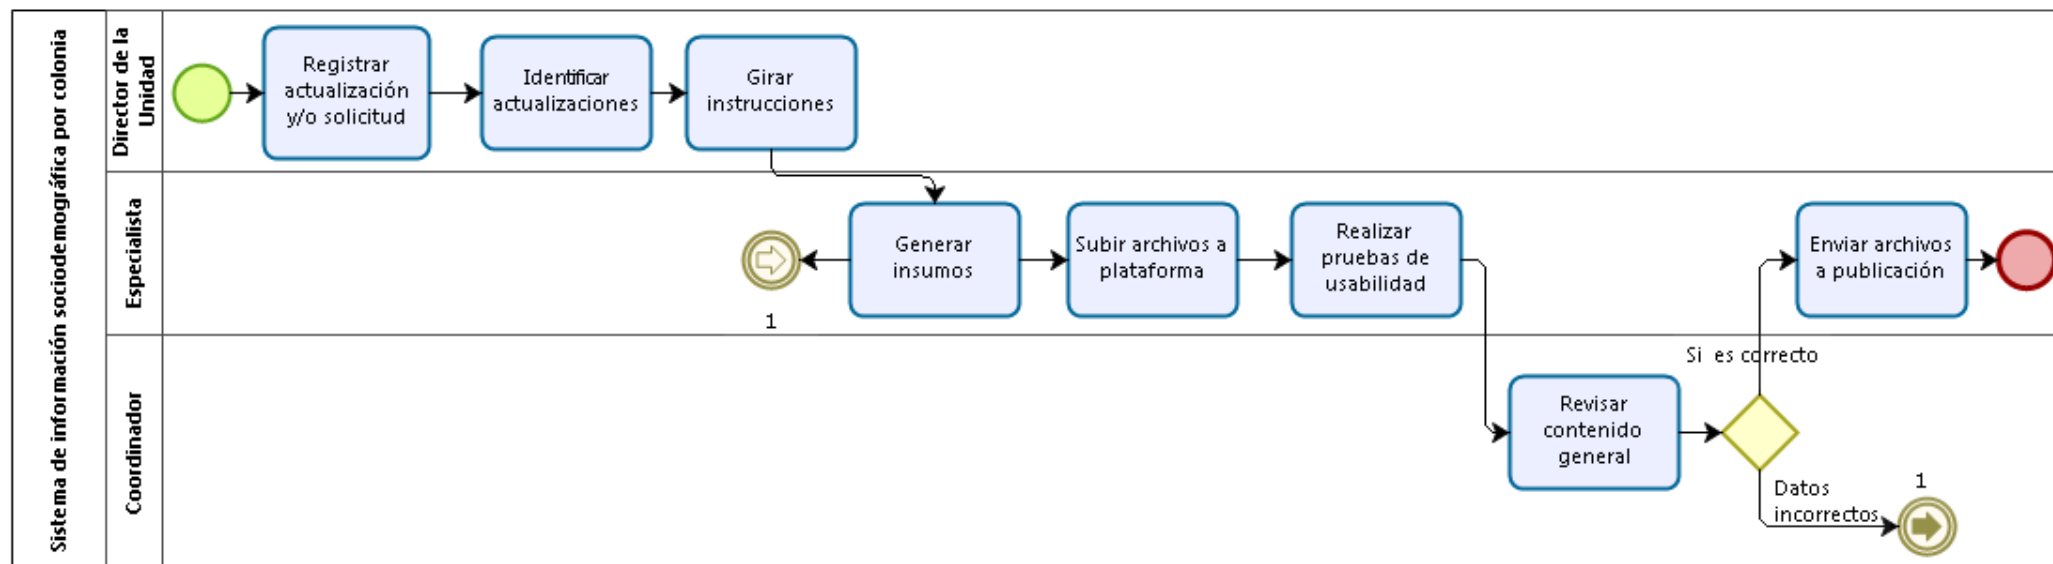 Sistema de información sociodemográfica por colonia
Director de la
Unidad
Registrar
actualización
y/o solicitud
Identificar
actualizaciones
Girar
instrucciones
Especialista
1
Generar
insumos
Subir archivos a
plataforma
Realizar
pruebas de
usabilidad
Enviar archivos
a publicación
Coordinador
Revisar
contenido
general
Si  es correcto
Datos
incorrectos
1